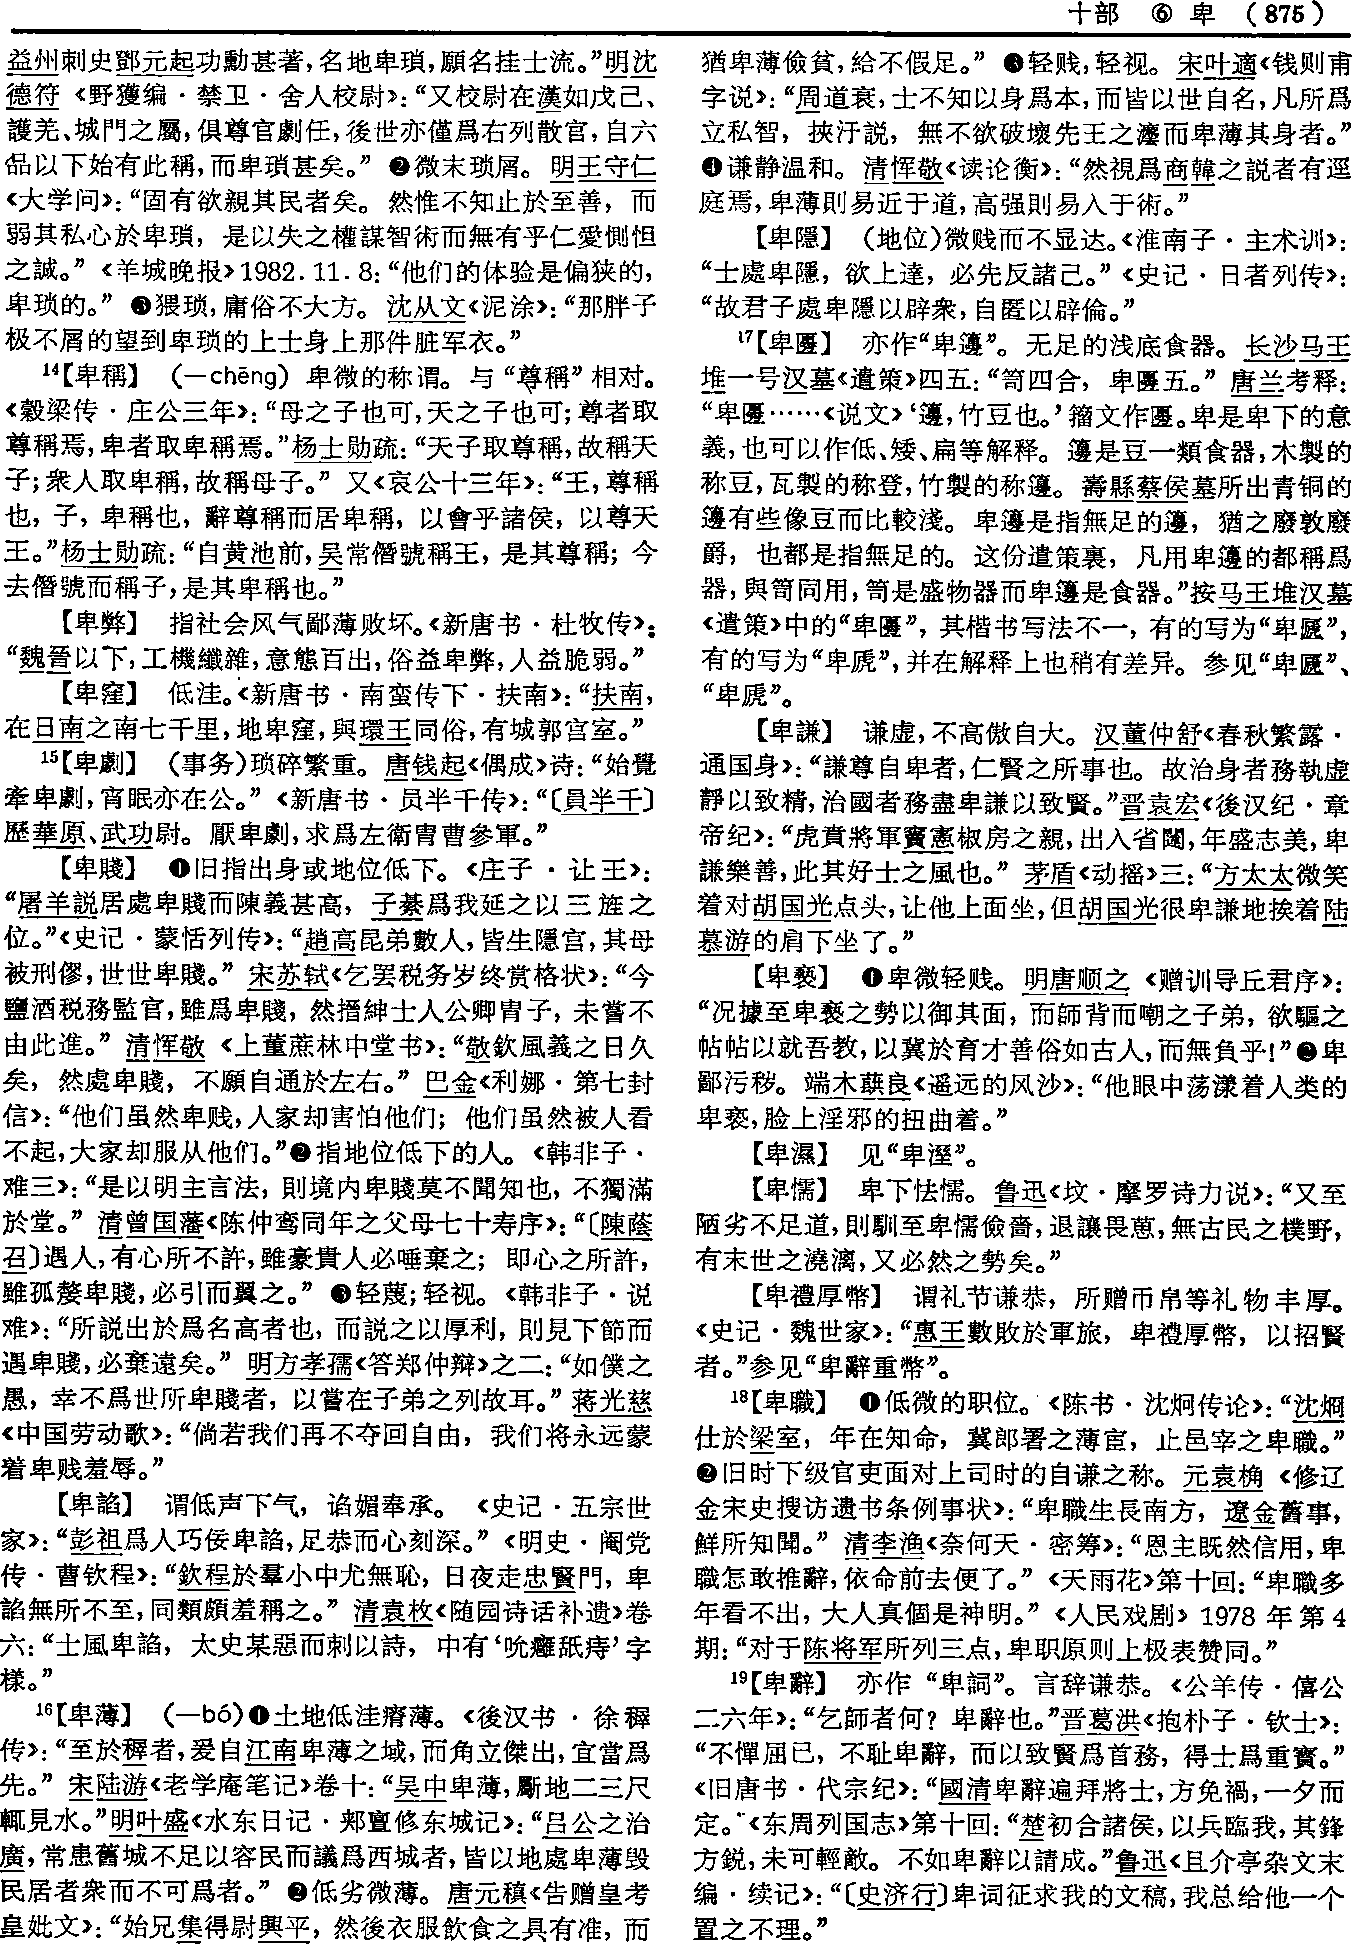 十部 ⑥ 卑 （875）
益州刺史鄧元起功勳甚著，名地卑瑣，願名挂士流。”明沈
德符《野獲编·禁卫·舍人校尉》：“又校尉在漢如戊己、
護羌、城門之屬，俱尊官劇任，後世亦僅爲右列散官，自六
品以下始有此稱，而卑瑣甚矣。” ❷微末琐屑。明王守仁
《大学问》：“固有欲親其民者矣。然惟不知止於至善，而
弱其私心於卑瑣，是以失之權謀智術而無有乎仁愛惻怛
之誠。”《羊城晚报》1982.11.8：“他们的体验是偏狭的，
卑琐的。” ❸猥琐，庸俗不大方。沈从文《泥涂》：“那胖子
极不屑的望到卑琐的上士身上那件脏军衣。”
14【卑稱】 （—chēng）卑微的称谓。与“尊稱”相对。
《穀梁传·庄公三年》：“母之子也可，天之子也可；尊者取
尊稱焉，卑者取卑稱焉。”杨士勋疏：“天子取尊稱，故稱天
子；衆人取卑稱，故稱母子。”又《哀公十三年》：“王，尊稱
也，子，卑稱也，辭尊稱而居卑稱，以會乎諸侯，以尊天
王。”杨士勋疏：“自黄池前，吴常僭號稱王，是其尊稱；今
去僭號而稱子，是其卑稱也。”
【卑弊】 指社会风气鄙薄败坏。《新唐书·杜牧传》：
“魏晉以下，工機纖雜，意態百出，俗益卑弊，人益脆弱。”
【卑窪】 低洼。《新唐书·南蛮传下·扶南》：“扶南，
在日南之南七千里，地卑窪，與環王同俗，有城郭宫室。”
15【卑劇】 （事务）琐碎繁重。唐钱起《偶成》诗：“始覺
牽卑劇，宵眠亦在公。”《新唐书·员半千传》：“〔員半千〕
歷華原、武功尉。厭卑劇，求爲左衛胄曹參軍。”
【卑賤】 ❶旧指出身或地位低下。《庄子·让王》：
“屠羊説居處卑賤而陳義甚高，子綦爲我延之以三旌之
位。”《史记·蒙恬列传》：“趙高昆弟數人，皆生隱宫，其母
被刑僇，世世卑賤。”宋苏轼《乞罢税务岁终赏格状》：“今
鹽酒税務監官，雖爲卑賤，然搢紳士人公卿胄子，未嘗不
由此進。”清恽敬《上董蔗林中堂书》：“敬欽風義之日久
矣，然處卑賤，不願自通於左右。”巴金《利娜·第七封
信》：“他们虽然卑贱，人家却害怕他们；他们虽然被人看
不起，大家却服从他们。”❷指地位低下的人。《韩非子·
难三》：“是以明主言法，則境内卑賤莫不聞知也，不獨滿
於堂。”清曾国藩《陈仲鸾同年之父母七十寿序》：“〔陳蔭
召〕遇人，有心所不許，雖豪貴人必唾棄之；即心之所許，
雖孤嫠卑賤，必引而翼之。” ❸轻蔑；轻视。《韩非子·说
难》：“所説出於爲名高者也，而説之以厚利，則見下節而
遇卑賤，必棄遠矣。”明方孝孺《答郑仲辩》之二：“如僕之
愚，幸不爲世所卑賤者，以嘗在子弟之列故耳。”蒋光慈
《中国劳动歌》：“倘若我们再不夺回自由，我们将永远蒙
着卑贱羞辱。”
【卑諂】 谓低声下气，谄媚奉承。《史记·五宗世
家》：“彭祖爲人巧佞卑諂，足恭而心刻深。”《明史·阉党
传·曹钦程》：“欽程於羣小中尤無恥，日夜走忠賢門，卑
諂無所不至，同類頗羞稱之。”清袁枚《随园诗话补遗》卷
六：“士風卑諂，太史某惡而刺以詩，中有‘吮癰舐痔’字
樣。”
16【卑薄】 （—bó）❶土地低洼瘠薄。《後汉书·徐穉
传》：“至於穉者，爰自江南卑薄之域，而角立傑出，宜當爲
先。”宋陆游《老学庵笔记》卷十：“吴中卑薄，斸地二三尺
輒見水。”明叶盛《水东日记·郏亶修东城记》：“吕公之治
廣，常患舊城不足以容民而議爲西城者，皆以地處卑薄毁
民居者衆而不可爲者。” ❷低劣微薄。唐元稹《告赠皇考
皇妣文》：“始兄集得尉興平，然後衣服飲食之具有准，而
猶卑薄儉貧，給不假足。” ❸轻贱，轻视。宋叶適《钱则甫
字说》：“周道衰，士不知以身爲本，而皆以世自名，凡所爲
立私智，挾汙説，無不欲破壞先王之灋而卑薄其身者。”
❹谦静温和。清恽敬《读论衡》：“然視爲商韓之説者有逕
庭焉，卑薄則易近于道，高强則易入于術。”
【卑隱】 （地位）微贱而不显达。《淮南子·主术训》：
“士處卑隱，欲上達，必先反諸己。”《史记·日者列传》：
“故君子處卑隱以辟衆，自匿以辟倫。”
17【卑匽】 亦作“卑籩”。无足的浅底食器。长沙马王
堆一号汉墓《遣策》四五：“笥四合，卑匽五。”唐兰考释：
“卑匽……《说文》‘籩，竹豆也。’籀文作匽。卑是卑下的意
義，也可以作低、矮、扁等解释。籩是豆一類食器，木製的
称豆，瓦製的称登，竹製的称籩。壽縣蔡侯墓所出青铜的
籩有些像豆而比較淺。卑籩是指無足的籩，猶之廢敦廢
爵，也都是指無足的。这份遣策裏，凡用卑籩的都稱爲
器，與笥同用，笥是盛物器而卑籩是食器。”按马王堆汉墓
《遣策》中的“卑匽”，其楷书写法不一，有的写为“卑匭”，
有的写为“卑虒”，并在解释上也稍有差异。参见“卑匭”、
“卑虒”。
【卑謙】 谦虚，不高傲自大。汉董仲舒《春秋繁露·
通国身》：“謙尊自卑者，仁賢之所事也。故治身者務執虚
靜以致精，治國者務盡卑謙以致賢。”晋袁宏《後汉纪·章
帝纪》：“虎賁將軍竇憲椒房之親，出入省闥，年盛志美，卑
謙樂善，此其好士之風也。”茅盾《动摇》三：“方太太微笑
着对胡国光点头，让他上面坐，但胡国光很卑谦地挨着陆
慕游的肩下坐了。”
【卑褻】 ❶卑微轻贱。明唐顺之《赠训导丘君序》：
“况據至卑褻之勢以御其面，而師背而嘲之子弟，欲驅之
帖帖以就吾教，以冀於育才善俗如古人，而無負乎！”❷卑
鄙污秽。端木蕻良《遥远的风沙》：“他眼中荡漾着人类的
卑亵，脸上淫邪的扭曲着。”
【卑濕】 见“卑溼”。
【卑懦】 卑下怯懦。鲁迅《坟·摩罗诗力说》：“又至
陋劣不足道，則馴至卑懦儉嗇，退讓畏葸，無古民之樸野，
有末世之澆漓，又必然之勢矣。”
【卑禮厚幣】 谓礼节谦恭，所赠币帛等礼物丰厚。
《史记·魏世家》：“惠王數敗於軍旅，卑禮厚幣，以招賢
者。”参见“卑辭重幣”。
18【卑職】 ❶低微的职位。《陈书·沈炯传论》：“沈炯
仕於梁室，年在知命，冀郎署之薄宦，止邑宰之卑職。”
❷旧时下级官吏面对上司时的自谦之称。元袁桷《修辽
金宋史搜访遗书条例事状》：“卑職生長南方，遼金舊事，
鮮所知聞。”清李渔《奈何天·密筹》：“恩主既然信用，卑
職怎敢推辭，依命前去便了。”《天雨花》第十回：“卑職多
年看不出，大人真個是神明。”《人民戏剧》1978年第4
期：“对于陈将军所列三点，卑职原则上极表赞同。”
19【卑辭】 亦作“卑詞”。言辞谦恭。《公羊传·僖公
二六年》：“乞師者何？卑辭也。”晋葛洪《抱朴子·钦士》：
“不憚屈已，不耻卑辭，而以致賢爲首務，得士爲重寶。”
《旧唐书·代宗纪》：“國清卑辭遍拜將士，方免禍，一夕而
定。”《东周列国志》第十回：“楚初合諸侯，以兵臨我，其鋒
方鋭，未可輕敵。不如卑辭以請成。”鲁迅《且介亭杂文末
编·续记》：“〔史济行〕卑词征求我的文稿，我总给他一个
置之不理。”